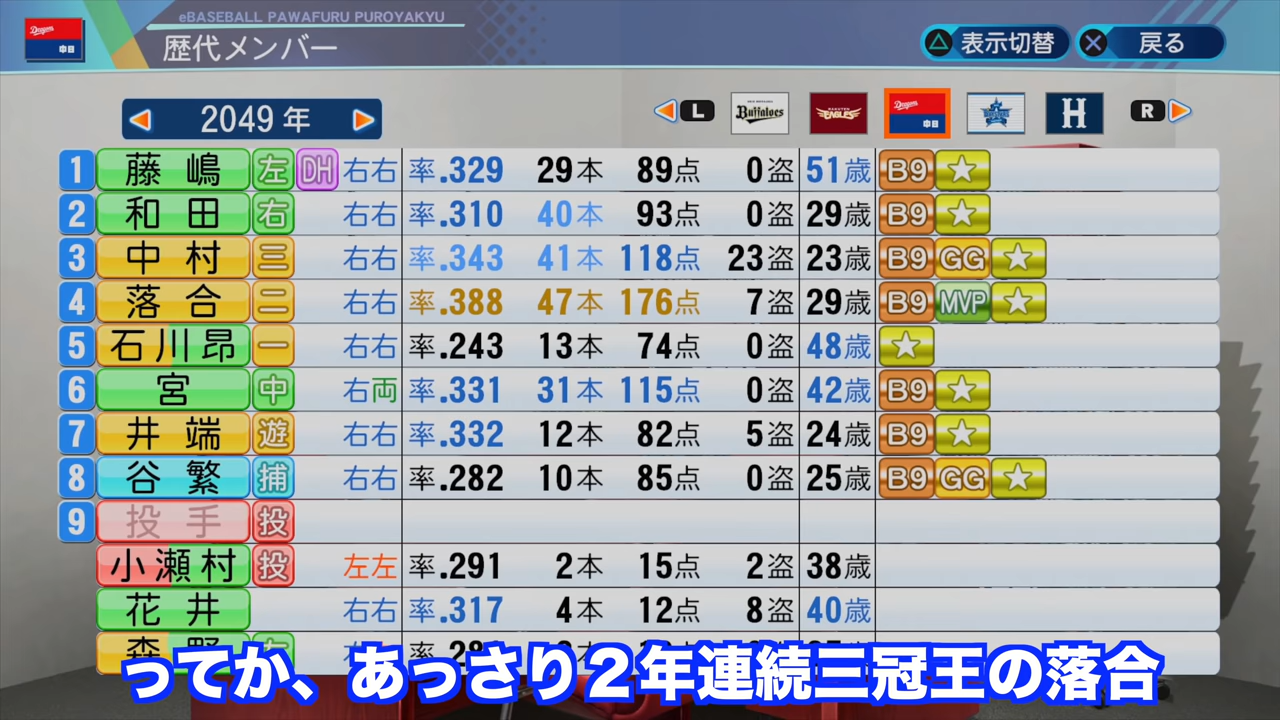 eBASEBALL PAWAFURU PUROYAKYU
Dragons 中日 歴代メンバー △ 表示切替 × 戻る
◀ 2049年 ▶ ◀ L Buffaloes EAGLES Dragons 中日 H R ▶
1 藤嶋 左 DH 右右 率.329 29本 89点 0盗 51歳 B9 ☆
2 和田 右 右右 率.310 40本 93点 0盗 29歳 B9 ☆
3 中村 三 右右 率.343 41本 118点 23盗 23歳 B9 GG ☆
4 落合 二 右右 率.388 47本 176点 7盗 29歳 B9 MVP ☆
5 石川昂 一 右右 率.243 13本 74点 0盗 48歳 ☆
6 宮 中 右両 率.331 31本 115点 0盗 42歳 B9 ☆
7 井端 遊 右右 率.332 12本 82点 5盗 24歳 B9 ☆
8 谷繁 捕 右右 率.282 10本 85点 0盗 25歳 B9 GG ☆
9 投手 投
小瀬村 投 左左 率.291 2本 15点 2盗 38歳
花井 右右 率.317 4本 12点 8盗 40歳
森野
ってか、あっさり２年連続三冠王の落合